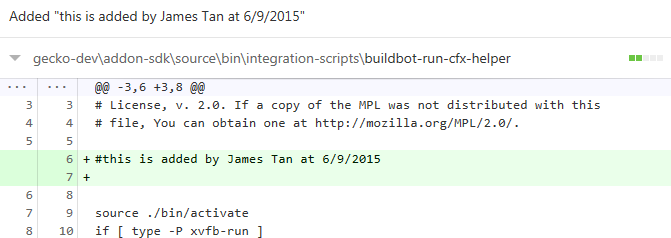 Added "this is added by James Tan at 6/9/2015"
gecko-dev\addon-sdk\source\bin\integration-scripts\buildbot-run-cfx-helper
... ... @@ -3,6 +3,8 @@
3 3 # License, v. 2.0. If a copy of the MPL was not distributed with this
4 4 # file, You can obtain one at http://mozilla.org/MPL/2.0/.
5 5
6 + #this is added by James Tan at 6/9/2015
7 +
6 8
7 9 source ./bin/activate
8 10 if [ type -P xvfb-run ]